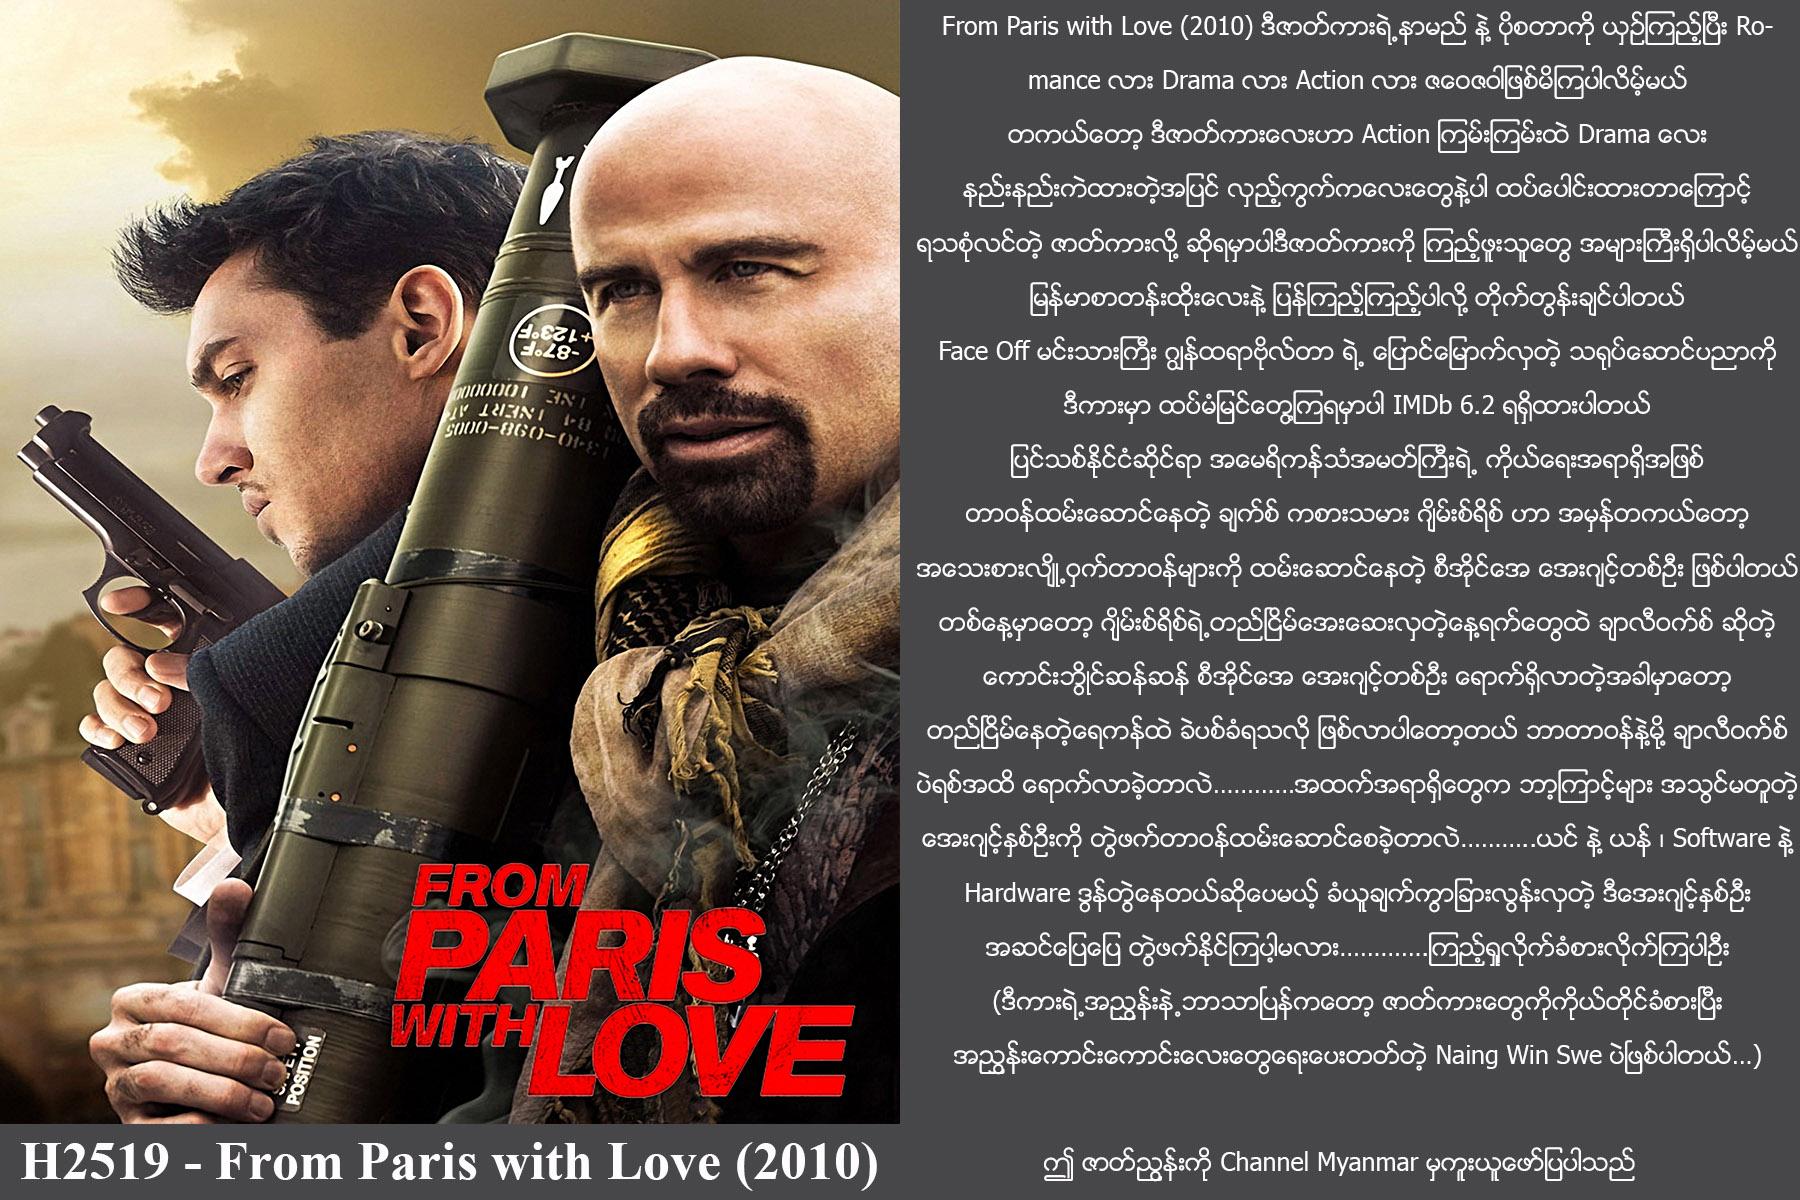 From Paris with Love (2010) ဒီဇာတ်ကားရဲ့နာမည် နဲ့ ပိုစတာကို ယှဉ်ကြည့်ပြီး Ro-
mance လား Drama လား Action လား ဇဝေဇဝါဖြစ်မိကြပါလိမ့်မယ်
တကယ်တော့ ဒီဇာတ်ကားလေးဟာ Action ကြမ်းကြမ်းထဲ Drama လေး
နည်းနည်းကဲထားတဲ့အပြင် လှည့်ကွက်ကလေးတွေနဲ့ပါ ထပ်ပေါင်းထားတာကြောင့်
ရသစုံလင်တဲ့ ဇာတ်ကားလို့ ဆိုရမှာပါဒီဇာတ်ကားကို ကြည့်ဖူးသူတွေ အများကြီးရှိပါလိမ့်မယ်
မြန်မာစာတန်းထိုးလေးနဲ့ ပြန်ကြည့်ကြည့်ပါလို့ တိုက်တွန်းချင်ပါတယ်
Face Off မင်းသားကြီး ဂျွန်ထရာဗိုလ်တာ ရဲ့ ပြောင်မြောက်လှတဲ့ သရုပ်ဆောင်ပညာကို
ဒီကားမှာ ထပ်မံမြင်တွေ့ကြရမှာပါ IMDb 6.2 ရရှိထားပါတယ်
ပြင်သစ်နိုင်ငံဆိုင်ရာ အမေရိကန်သံအမတ်ကြီးရဲ့ ကိုယ်ရေးအရာရှိအဖြစ်
တာဝန်ထမ်းဆောင်နေတဲ့ ချက်စ် ကစားသမား ဂျိမ်းစ်ရိစ် ဟာ အမှန်တကယ်တော့
အသေးစားလျှို့ဝှက်တာဝန်များကို ထမ်းဆောင်နေတဲ့ စီအိုင်အေ အေးဂျင့်တစ်ဦး ဖြစ်ပါတယ်
တစ်နေ့မှာတော့ ဂျိမ်းစ်ရိစ်ရဲ့တည်ငြိမ်အေးဆေးလှတဲ့နေ့ရက်တွေထဲ ချာလီဝက်စ် ဆိုတဲ့
ကောင်းဘွိုင်ဆန်ဆန် စီအိုင်အေ အေးဂျင့်တစ်ဦး ရောက်ရှိလာတဲ့အခါမှာတော့
တည်ငြိမ်နေတဲ့ရေကန်ထဲ ခဲပစ်ခံရသလို ဖြစ်လာပါတော့တယ် ဘာတာဝန်နဲ့မို့ ချာလီဝက်စ်
ပဲရစ်အထိ ရောက်လာခဲ့တာလဲ............အထက်အရာရှိတွေက ဘာ့ကြောင့်များ အသွင်မတူတဲ့
အေးဂျင့်နှစ်ဦးကို တွဲဖက်တာဝန်ထမ်းဆောင်စေခဲ့တာလဲ...........ယင် နဲ့ ယန် ၊ Software နဲ့
Hardware ဒွန်တွဲနေတယ်ဆိုပေမယ့် ခံယူချက်ကွာခြားလွန်းလှတဲ့ ဒီအေးဂျင့်နှစ်ဦး
အဆင်ပြေပြေ တွဲဖက်နိုင်ကြပါ့မလား.............ကြည့်ရှုလိုက်ခံစားလိုက်ကြပါဦး
(ဒီကားရဲ့အညွှန်းနဲ့ဘာသာပြန်ကတော့ ဇာတ်ကားတွေကိုကိုယ်တိုင်ခံစားပြီး
အညွှန်းကောင်းကောင်းလေးတွေရေးပေးတတ်တဲ့ Naing Win Swe ပဲဖြစ်ပါတယ်...)
ဤ ဇာတ်ညွှန်းကို Channel Myanmar မှကူးယူဖော်ပြပါသည်
-87°F
+123°F
FROM
PARIS
WITH LOVE
POSITION
H2519 - From Paris with Love (2010)